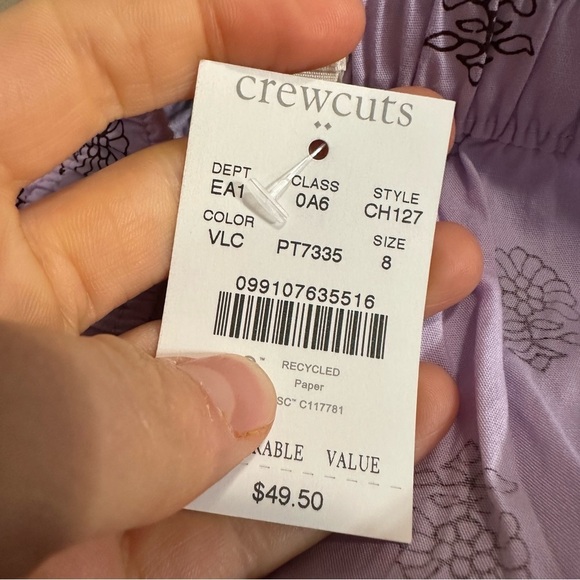 crewcuts
DEPT CLASS STYLE
EA1 0A6 CH127
COLOR SIZE
VLC PT7335 8
099107635516
RECYCLED
Paper
C117781
VALUE
$49.50